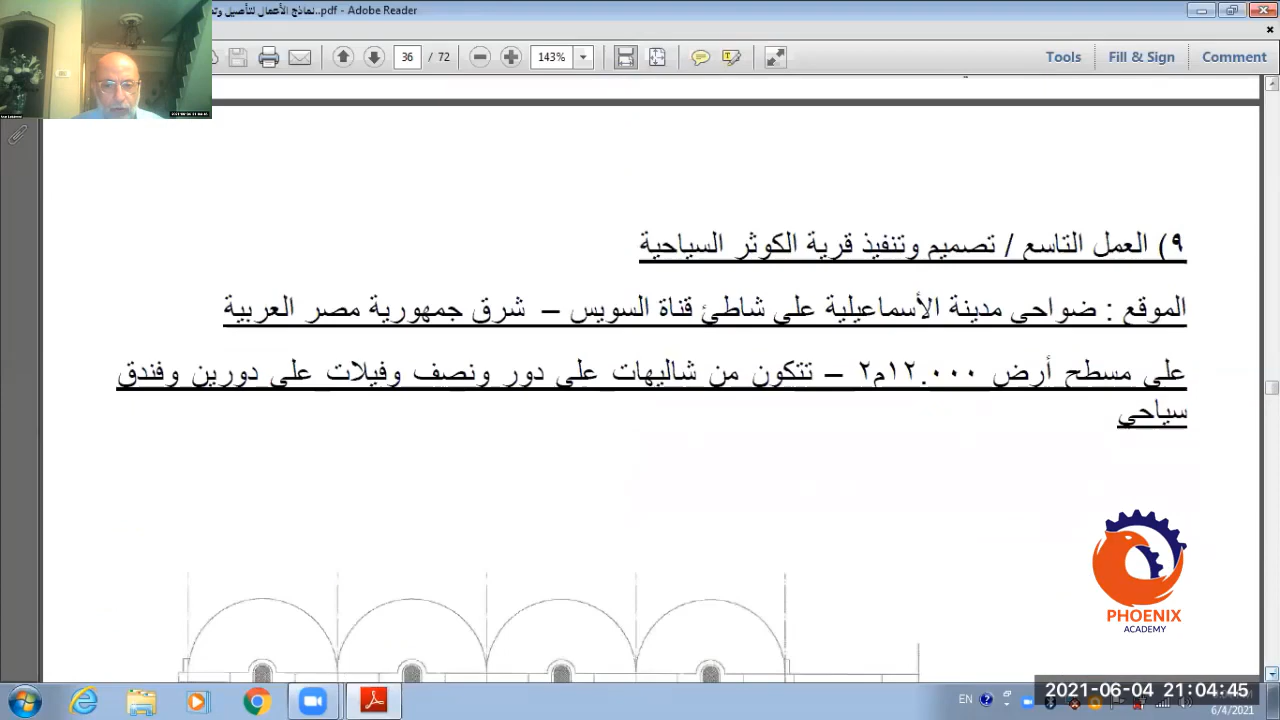 نماذج الأعمال لتأصيل وتد..pdf - Adobe Reader
36 / 72
143%
Tools
Fill & Sign
Comment
٩) العمل التاسع / تصميم وتنفيذ قرية الكوثر السياحية
الموقع : ضواحي مدينة الأسماعيلية على شاطئ قناة السويس – شرق جمهورية مصر العربية
على مسطح أرض ١٢.٠٠٠م٢ – تتكون من شاليهات على دور ونصف وفيلات على دورين وفندق
سياحي
PHOENIX
ACADEMY
EN
2021-06-04 21:04:45
6/4/2021